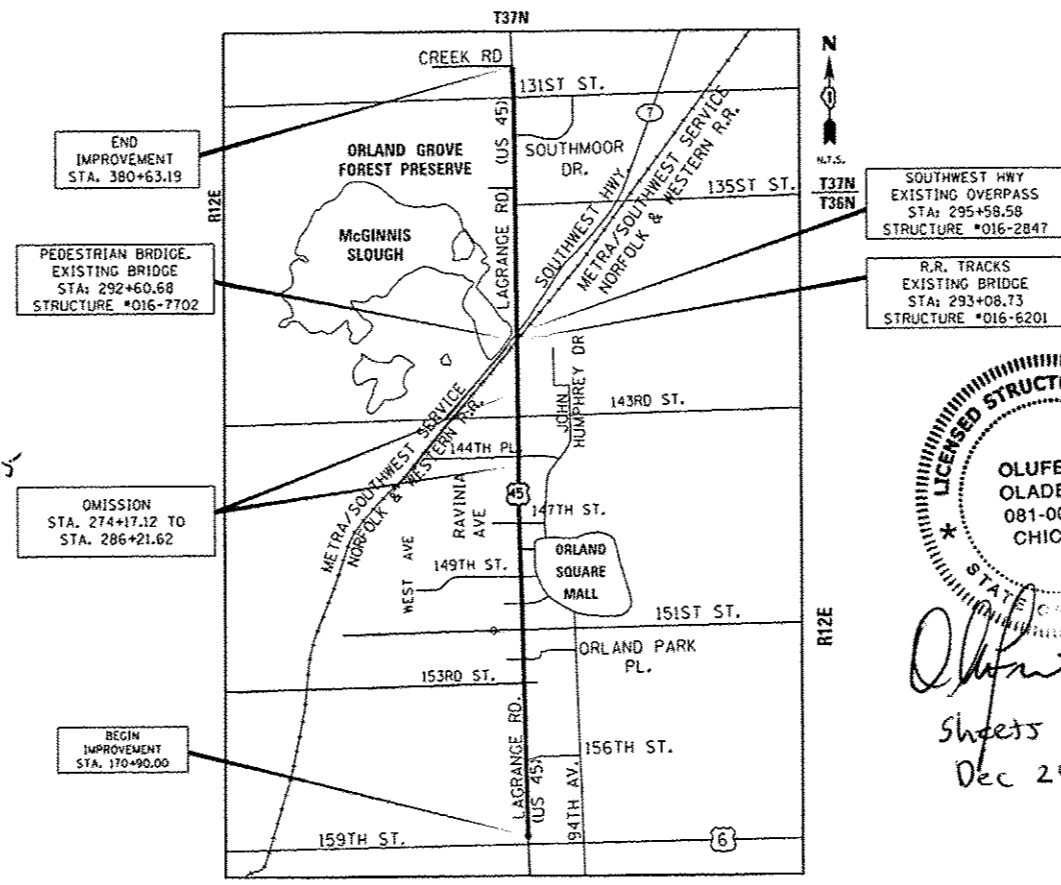 T37N
CREEK RD
N
131ST ST.
(US 45)
7
END
IMPROVEMENT
STA. 380+63.19
ORLAND GROVE
FOREST PRESERVE
SOUTHMOOR
DR.
N.T.S.
135ST ST.
T37N
T36N
R12E
SOUTHWEST HWY
EXISTING OVERPASS
STA: 295+58.58
STRUCTURE *016-2847
McGINNIS
SLOUGH
LAGRANGE RD.
SOUTHWEST HWY.
METRA/SOUTHWEST SERVICE
NORFOLK & WESTERN R.R.
PEDESTRIAN BRDIGE.
EXISTING BRIDGE
STA: 292+60.68
STRUCTURE *016-7702
R.R. TRACKS
EXISTING BRIDGE
STA: 293+08.73
STRUCTURE *016-6201
JOHN
HUMPHREY DR
143RD ST.
METRA/SOUTHWEST SERVICE
NORFOLK & WESTERN R.R.
144TH PL.
OMISSION
STA. 274+17.12 TO
STA. 286+21.62
45
RAVINIA
AVE
147TH ST.
WEST AVE
149TH ST.
ORLAND
SQUARE
MALL
151ST ST.
R12E
ORLAND PARK
PL.
153RD ST.
BEGIN
IMPROVEMENT
STA. 170+90.00
LAGRANGE RD.
(US 45)
156TH ST.
94TH AV.
159TH ST.
6
LICENSED STRUCT
OLUFE
OLADE
081-00
CHIC
STATE O
Sheets
Dec 2